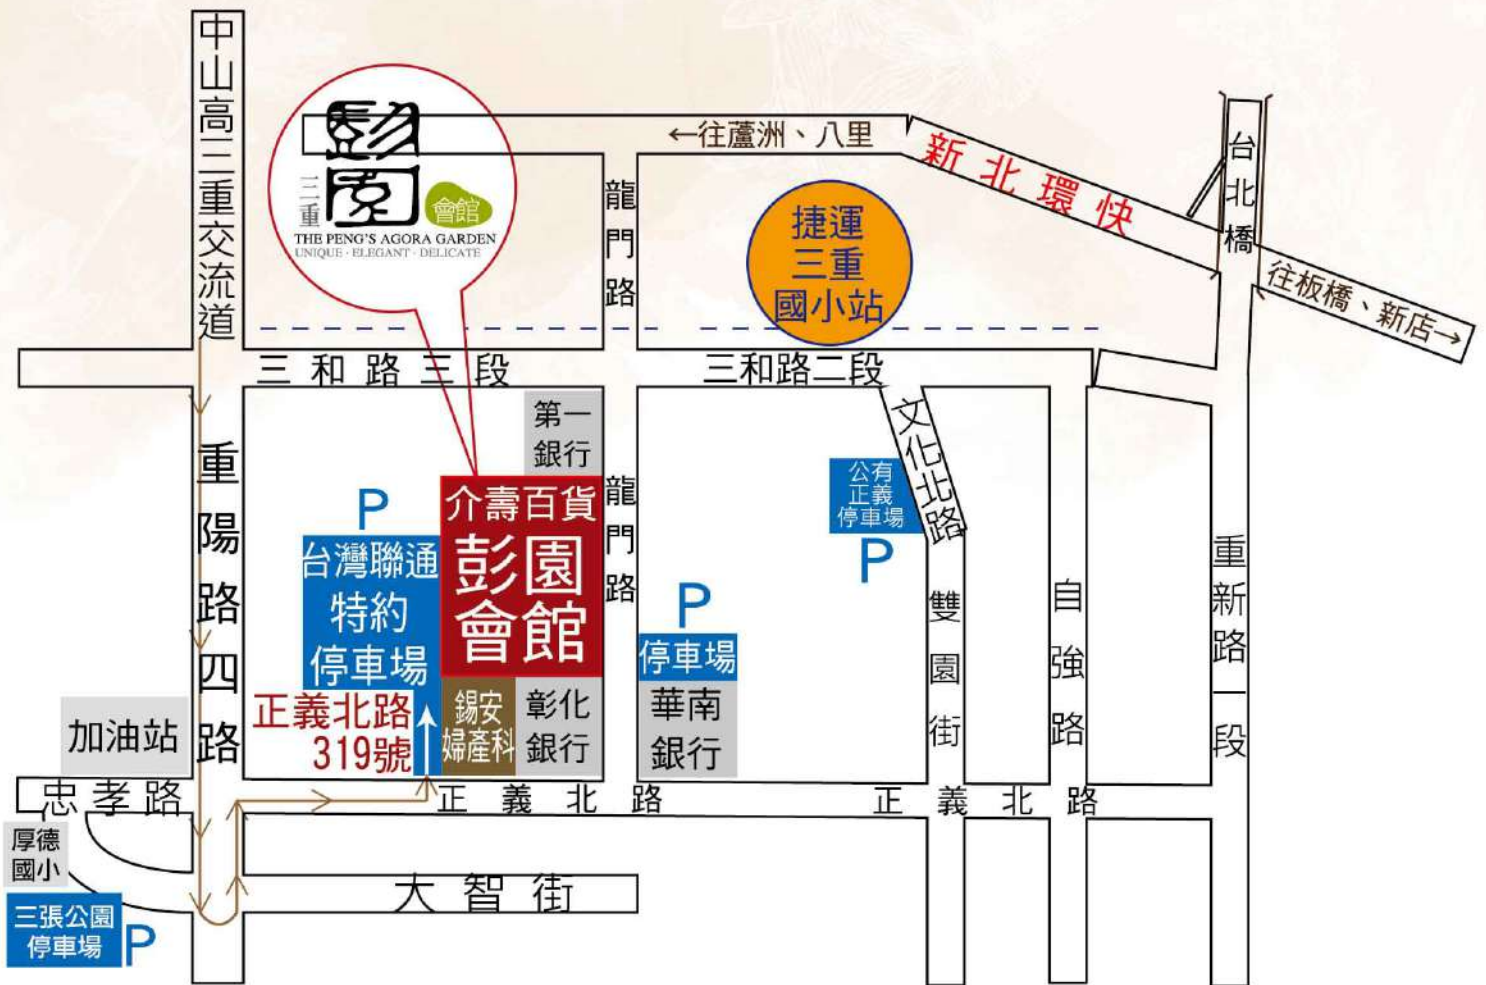 中山高三重交流道
彭園
三重
會館
THE PENG'S AGORA GARDEN
UNIQUE · ELEGANT · DELICATE
←往蘆洲、八里
新北環快
台北橋
往板橋、新店→
龍門路
捷運
三重
國小站
三和路三段
三和路二段
重陽路四路
第一
銀行
介壽百貨
彭園
會館
龍門路
P
台灣聯通
特約
停車場
正義北路
319號
錫安
婦產科
彰化
銀行
P
停車場
華南
銀行
公有
正義
停車場
P
文化北路
雙園街
自強路
重新路一段
加油站
忠孝路
正義北路
正義北路
厚德
國小
三張公園
停車場
P
大智街